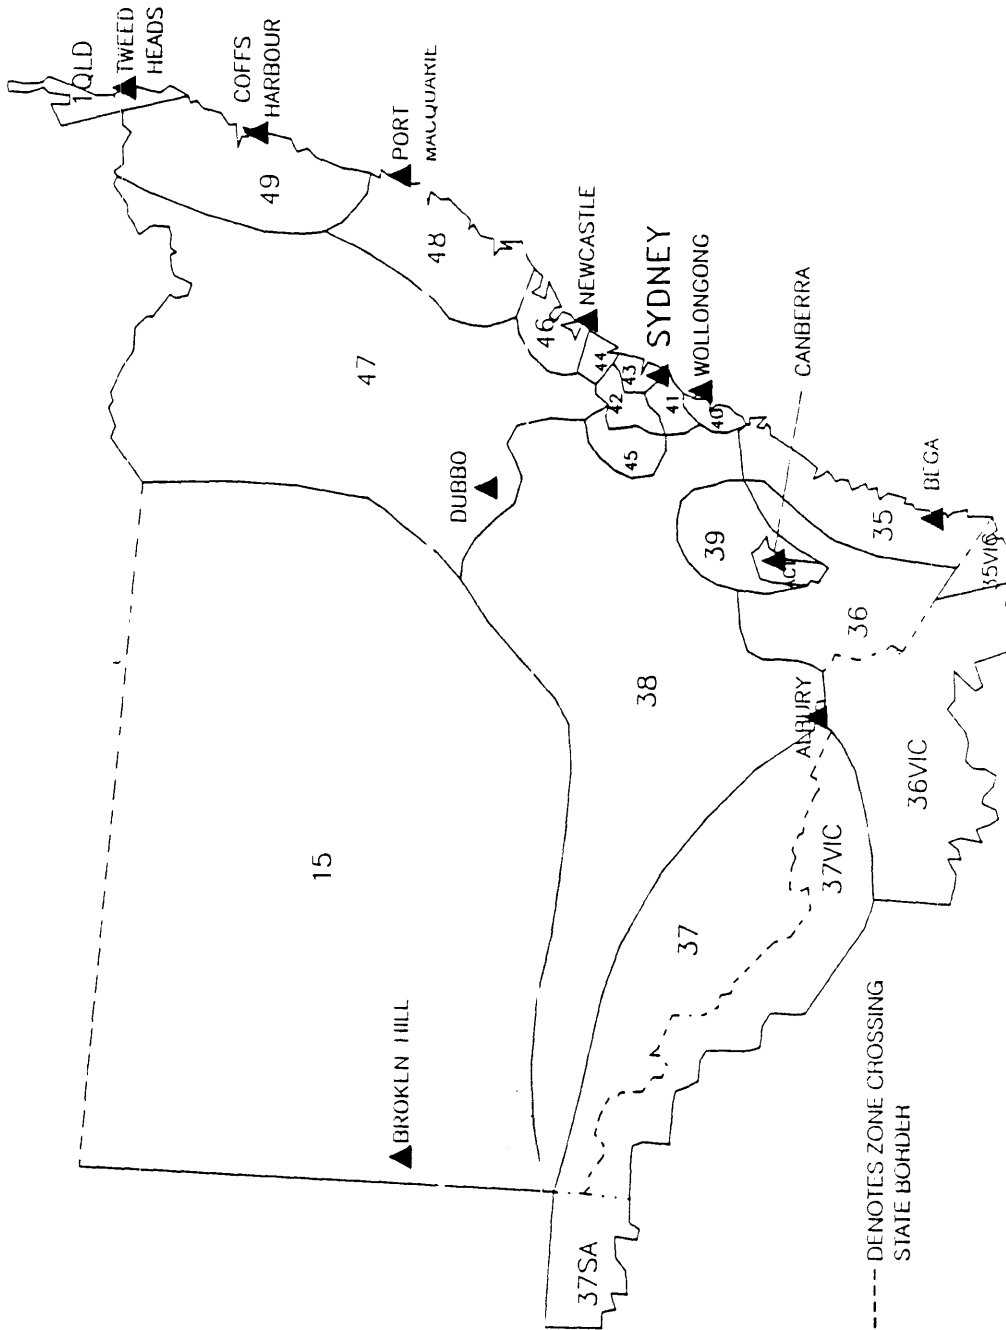 1QLD
TWEED
HEADS
COFFS
HARBOUR
49
PORT
MACQUARIE
48
47
46
NEWCASTLE
44
43
SYDNEY
42
41
WOLLONGONG
40
45
DUBBO
CANBERRA
39
ACT
35
BEGA
35VIC
36
38
ALBURY
36VIC
15
37VIC
37
BROKEN HILL
37SA
---- DENOTES ZONE CROSSING
STATE BORDER